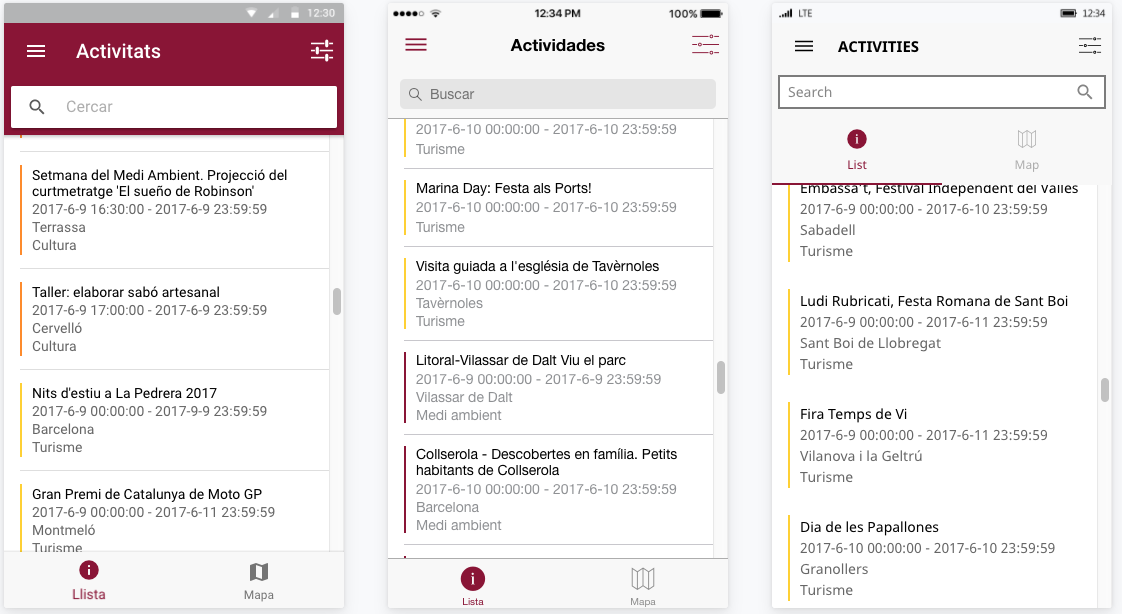 12:30
Activitats
Cercar
Setmana del Medi Ambient. Projecció del
curtmetratge 'El sueño de Robinson'
2017-6-9 16:30:00 - 2017-6-9 23:59:59
Terrassa
Cultura
Taller: elaborar sabó artesanal
2017-6-9 17:00:00 - 2017-6-9 23:59:59
Cervelló
Cultura
Nits d'estiu a La Pedrera 2017
2017-6-9 00:00:00 - 2017-9-9 23:59:59
Barcelona
Turisme
Gran Premi de Catalunya de Moto GP
2017-6-9 00:00:00 - 2017-6-11 23:59:59
Montmeló
Turisme
Llista
Mapa
12:34 PM
100%
Actividades
Buscar
2017-6-10 00:00:00 - 2017-6-10 23:59:59
Turisme
Marina Day: Festa als Ports!
2017-6-10 00:00:00 - 2017-6-10 23:59:59
Turisme
Visita guiada a l'església de Tavèrnoles
2017-6-10 00:00:00 - 2017-6-10 23:59:59
Tavèrnoles
Turisme
Litoral-Vilassar de Dalt Viu el parc
2017-6-9 00:00:00 - 2017-6-9 23:59:59
Vilassar de Dalt
Medi ambient
Collserola - Descobertes en família. Petits
habitants de Collserola
2017-6-10 00:00:00 - 2017-6-10 23:59:59
Barcelona
Medi ambient
Lista
Mapa
LTE
12:34
ACTIVITIES
Search
List
Map
Embassa't, Festival Independent del Vallès
2017-6-9 00:00:00 - 2017-6-10 23:59:59
Sabadell
Turisme
Ludi Rubricati, Festa Romana de Sant Boi
2017-6-9 00:00:00 - 2017-6-11 23:59:59
Sant Boi de Llobregat
Turisme
Fira Temps de Vi
2017-6-9 00:00:00 - 2017-6-11 23:59:59
Vilanova i la Geltrú
Turisme
Dia de les Papallones
2017-6-10 00:00:00 - 2017-6-10 23:59:59
Granollers
Turisme